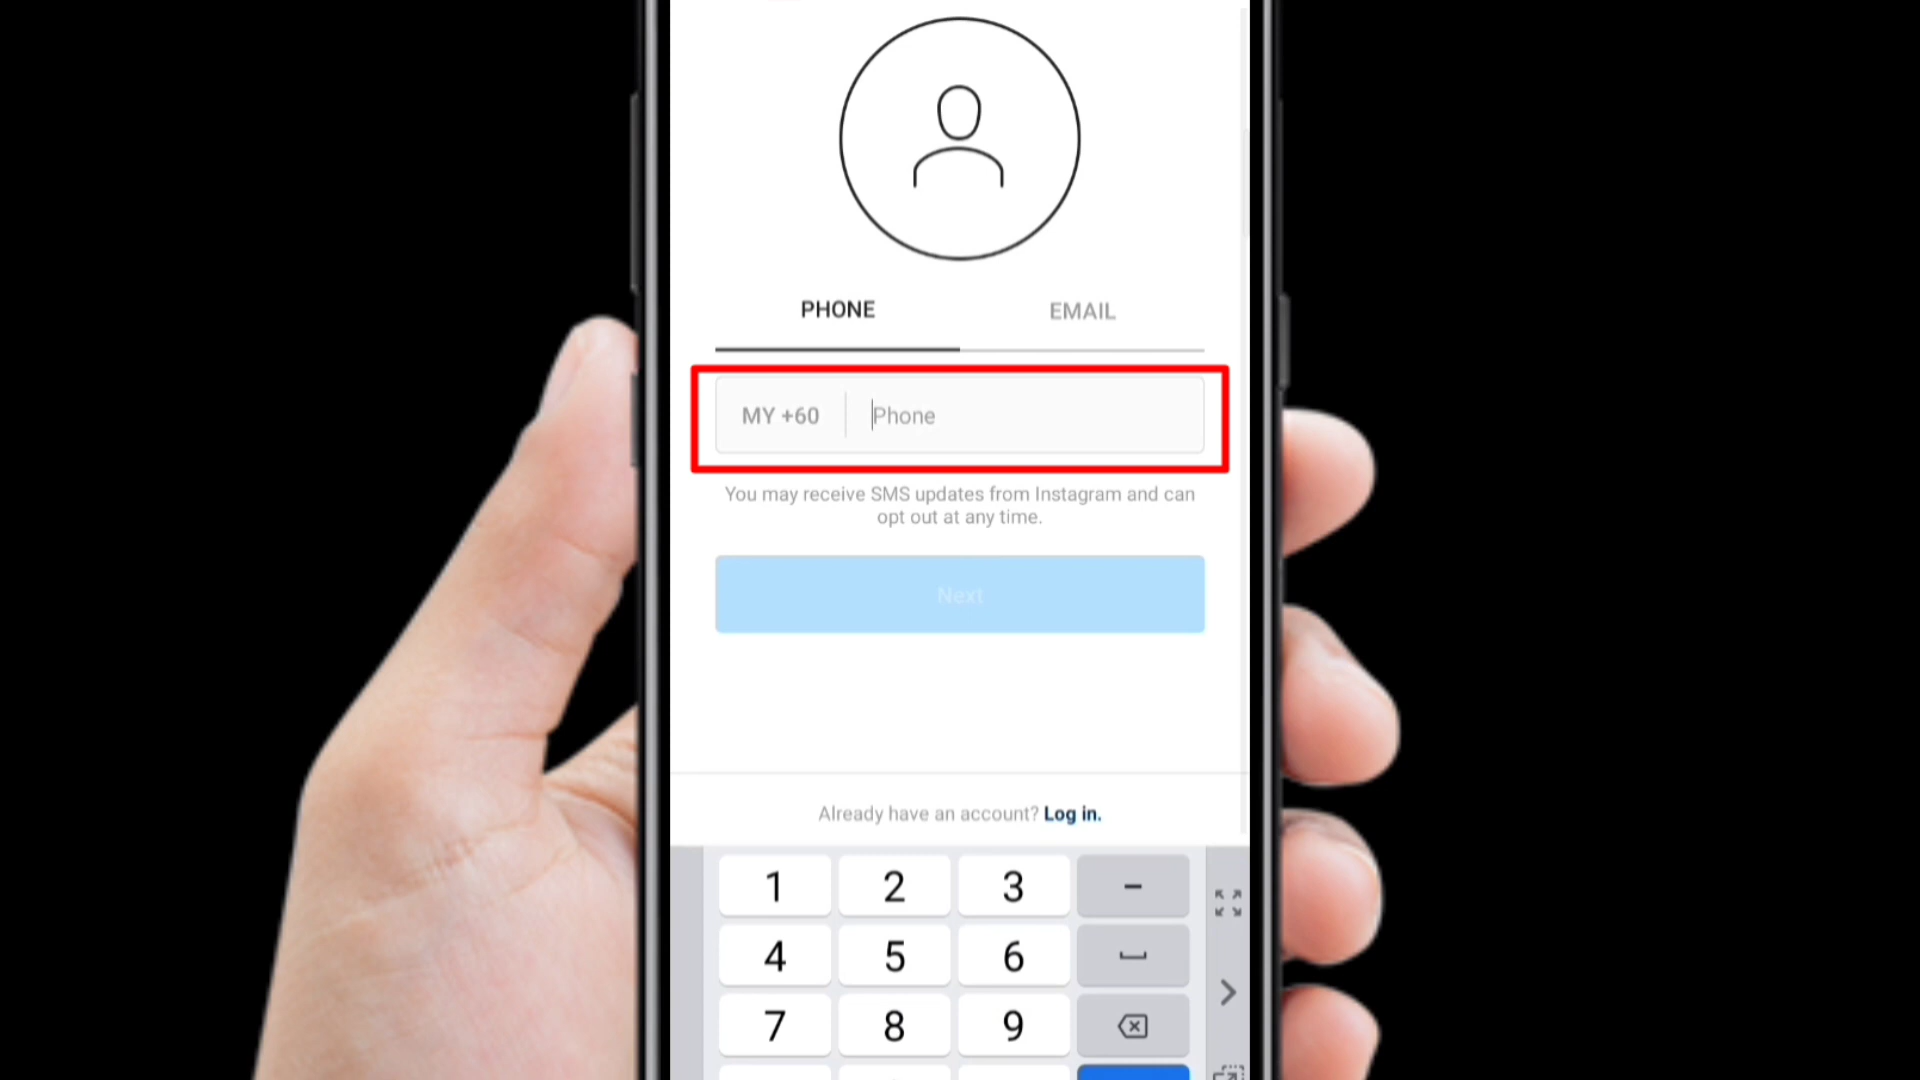 PHONE
EMAIL
MY +60
Phone
You may receive SMS updates from Instagram and can
opt out at any time.
Next
Already have an account? Log in.
1 2 3 -
4 5 6
7 8 9